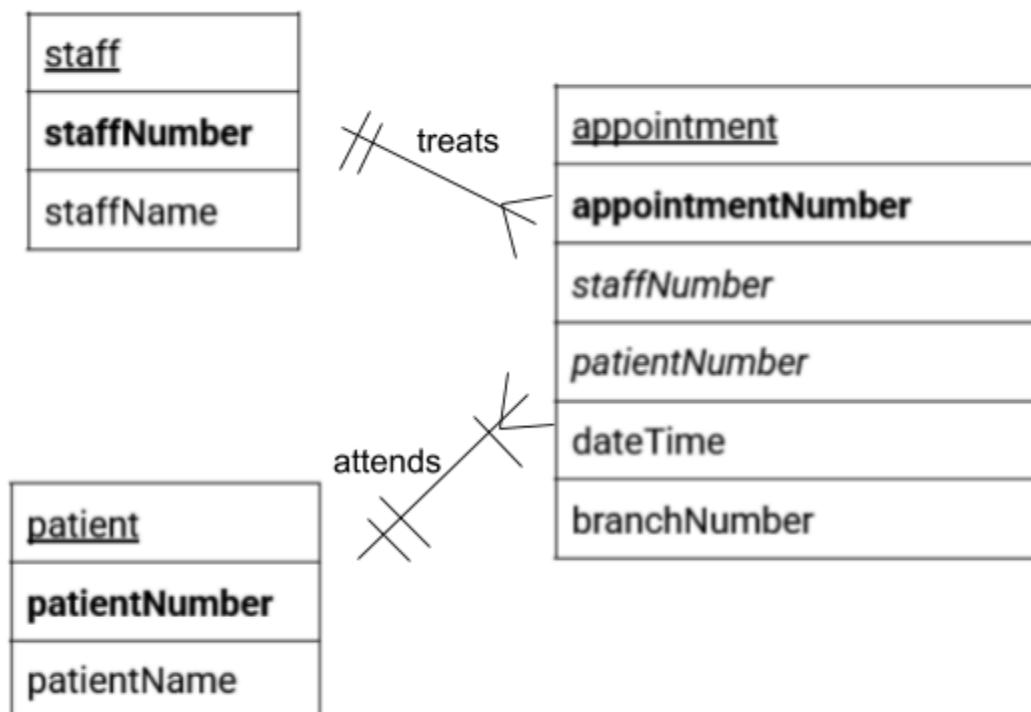 staff
staffNumber
staffName
treats
appointment
appointmentNumber
staffNumber
patientNumber
dateTime
branchNumber
attends
patient
patientNumber
patientName